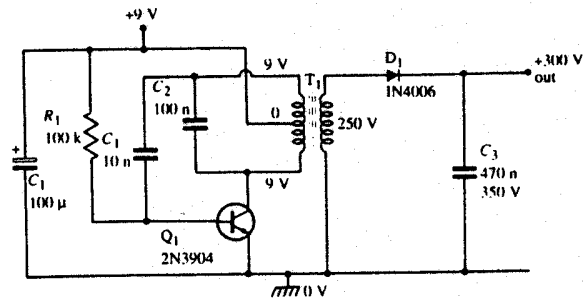 +9 V
9 V
T1
D1
1N4006
+300 V
out
C2
100 n
0
250 V
R1
100 k
C1
10 n
C3
470 n
350 V
+
C1
100 µ
9 V
Q1
2N3904
0 V